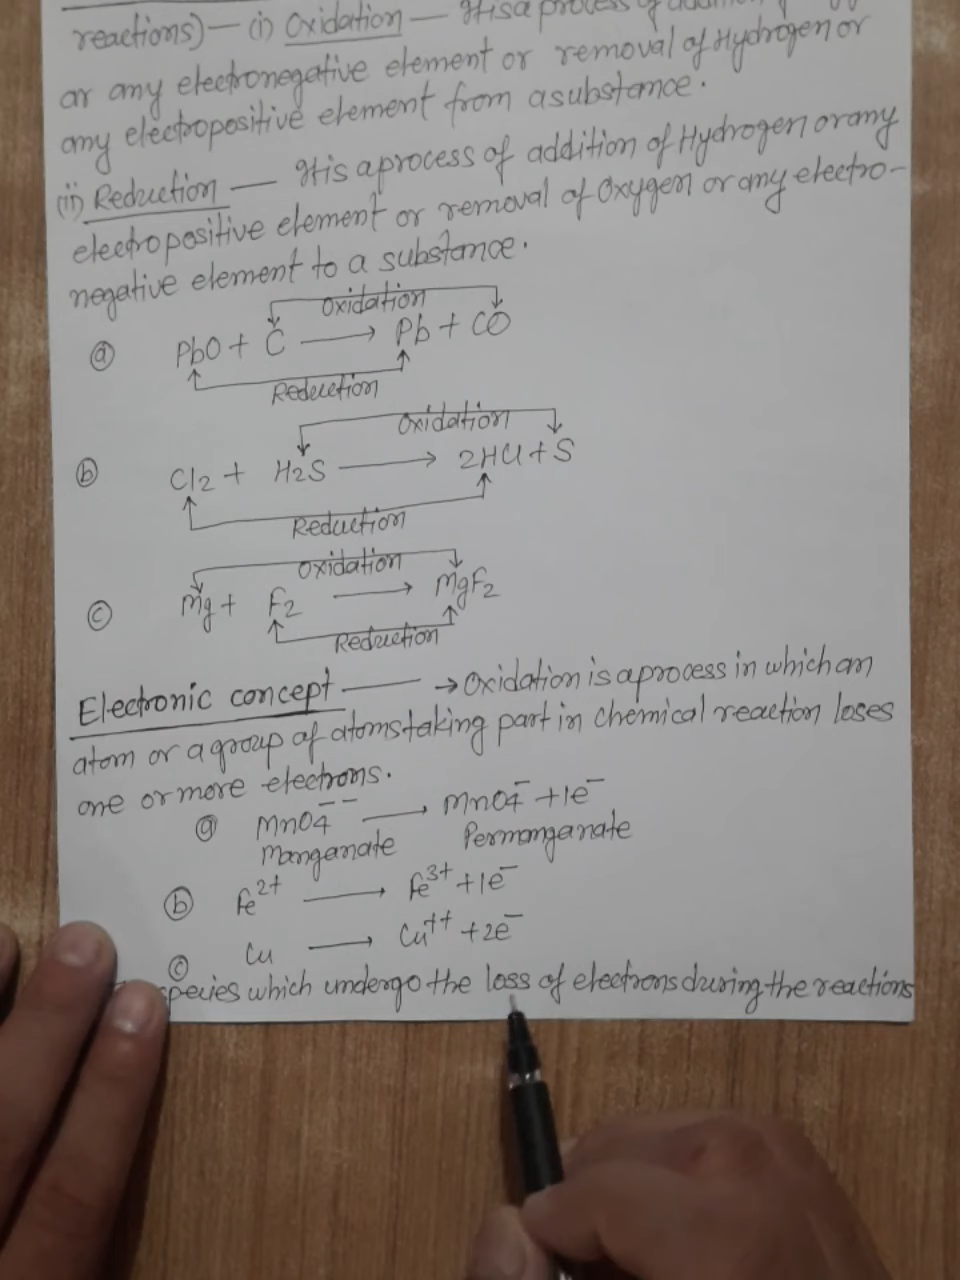 reactions)— (i) Oxidation — It is a process of addition of
or any electronegative element or removal of Hydrogen or
any electropositive element from a substance.
(ii) Reduction — It is a process of addition of Hydrogen or any
electropositive element or removal of Oxygen or any electro-
negative element to a substance.
Oxidation
(a) PbO + C ⟶ Pb + CO
Reduction
Oxidation
(b) Cl2 + H2S ⟶ 2HCl + S
Reduction
Oxidation
(c) Mg + F2 ⟶ MgF2
Reduction
Electronic concept —— → Oxidation is a process in which an
atom or a group of atoms taking part in chemical reaction loses
one or more electrons.
(a) MnO4⁻⁻ ⟶ MnO4⁻ + 1e⁻
Manganate Permanganate
(b) Fe²⁺ ⟶ Fe³⁺ + 1e⁻
(c) Cu ⟶ Cu⁺⁺ + 2e⁻
species which undergo the loss of electrons during the reactions